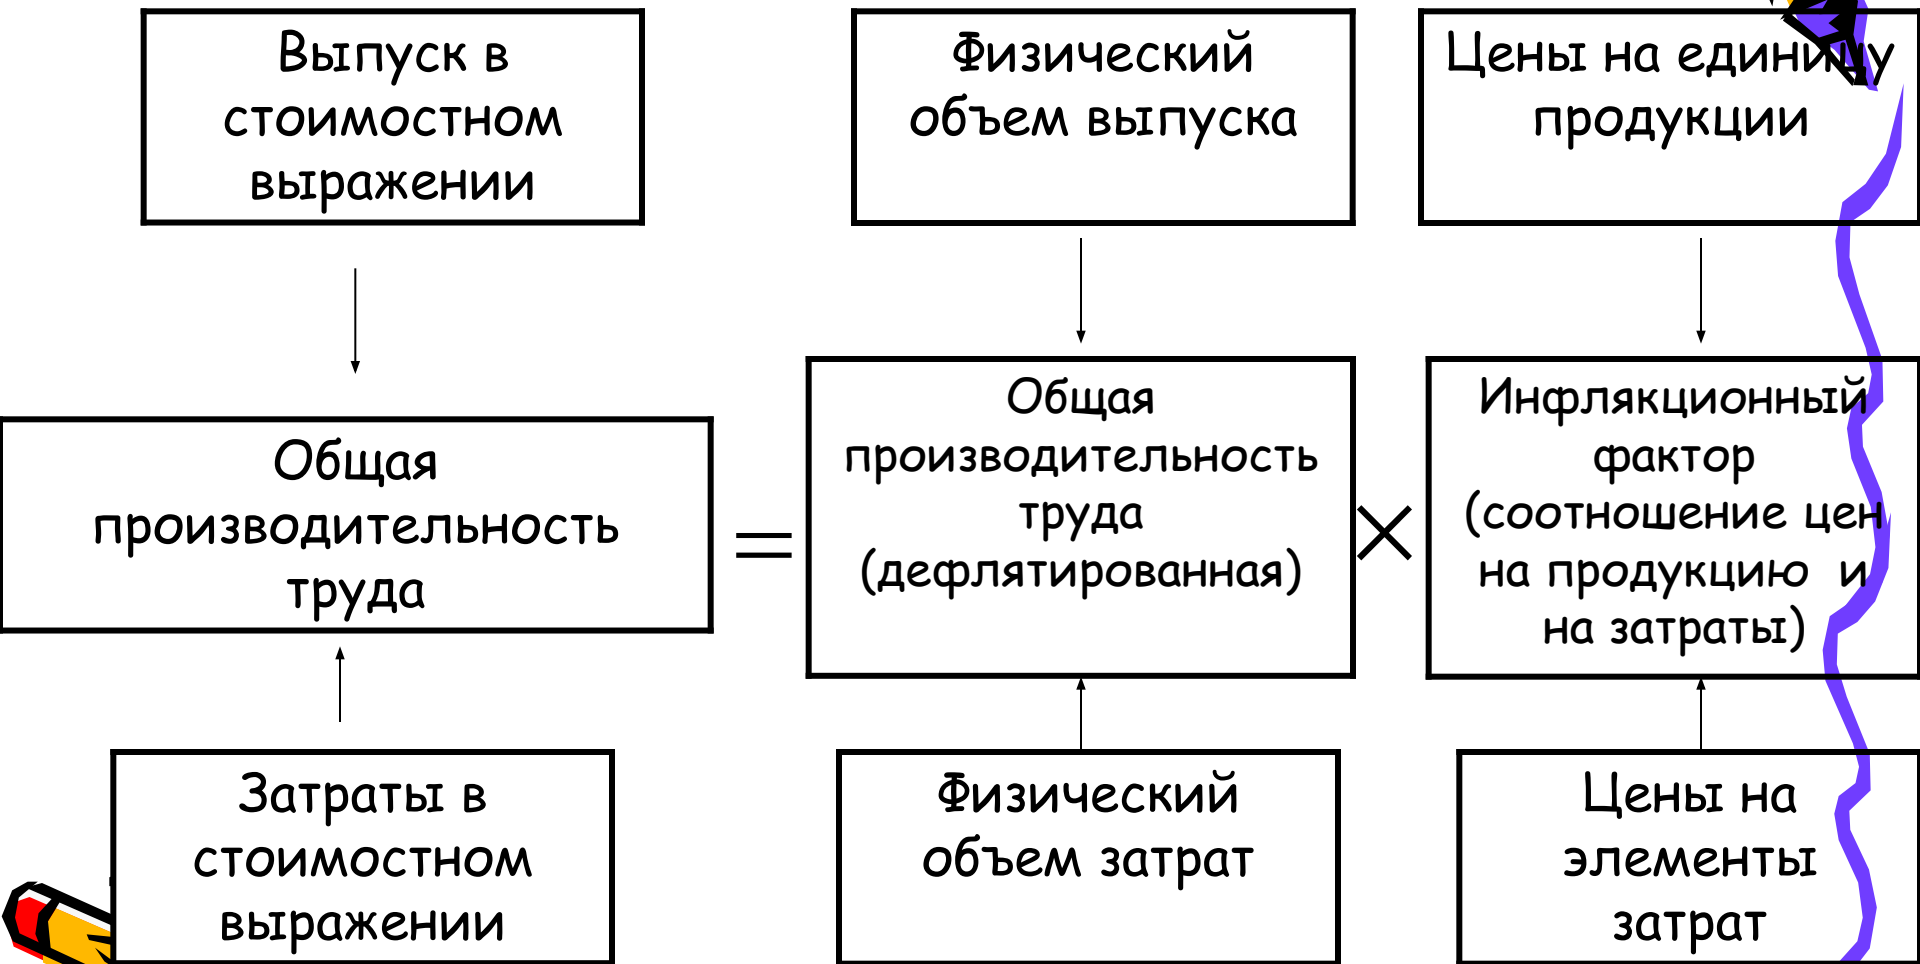 Выпуск в
стоимостном
выражении
Физический
объем выпуска
Цены на единицу
продукции
Общая
производительность
труда
=
Общая
производительность
труда
(дефлятированная)
×
Инфлякционный
фактор
(соотношение цен
на продукцию и
на затраты)
Затраты в
стоимостном
выражении
Физический
объем затрат
Цены на
элементы
затрат